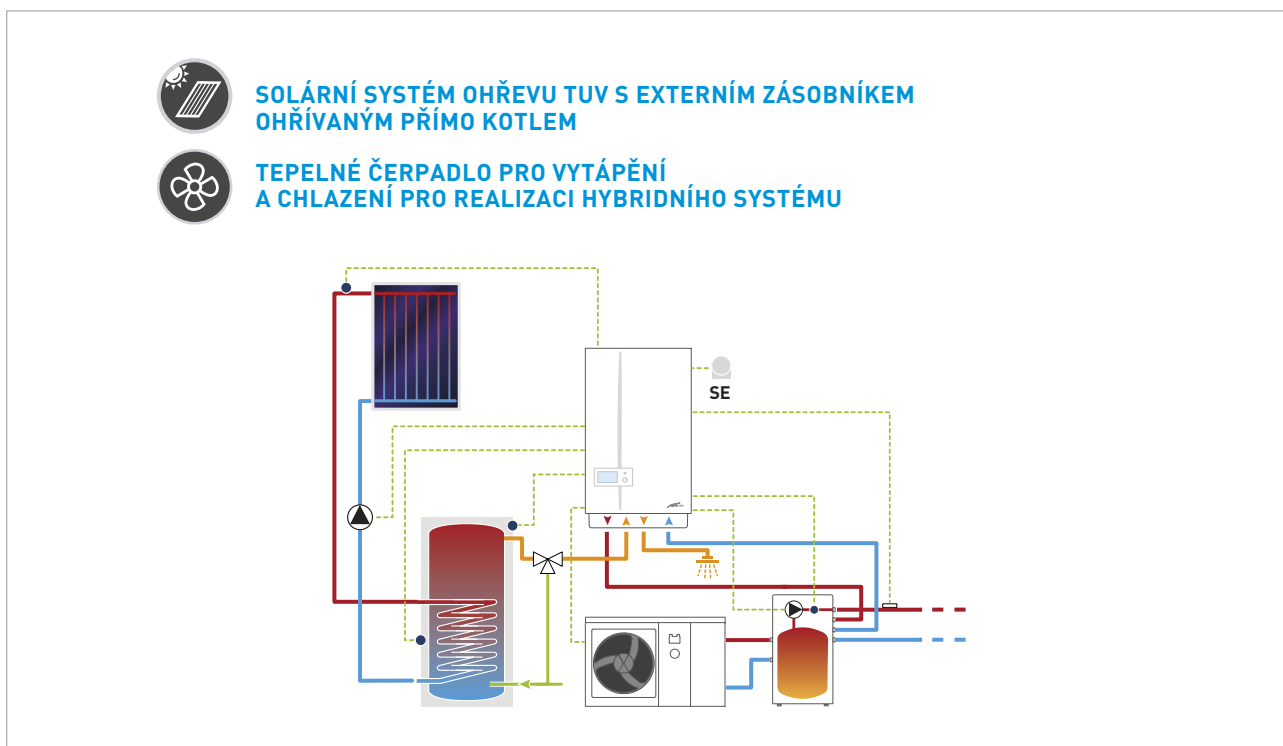 SOLÁRNÍ SYSTÉM OHŘEVU TUV S EXTERNÍM ZÁSOBNÍKEM
OHŘÍVANÝM PŘÍMO KOTLEM
TEPELNÉ ČERPADLO PRO VYTÁPĚNÍ
A CHLAZENÍ PRO REALIZACI HYBRIDNÍHO SYSTÉMU
SE